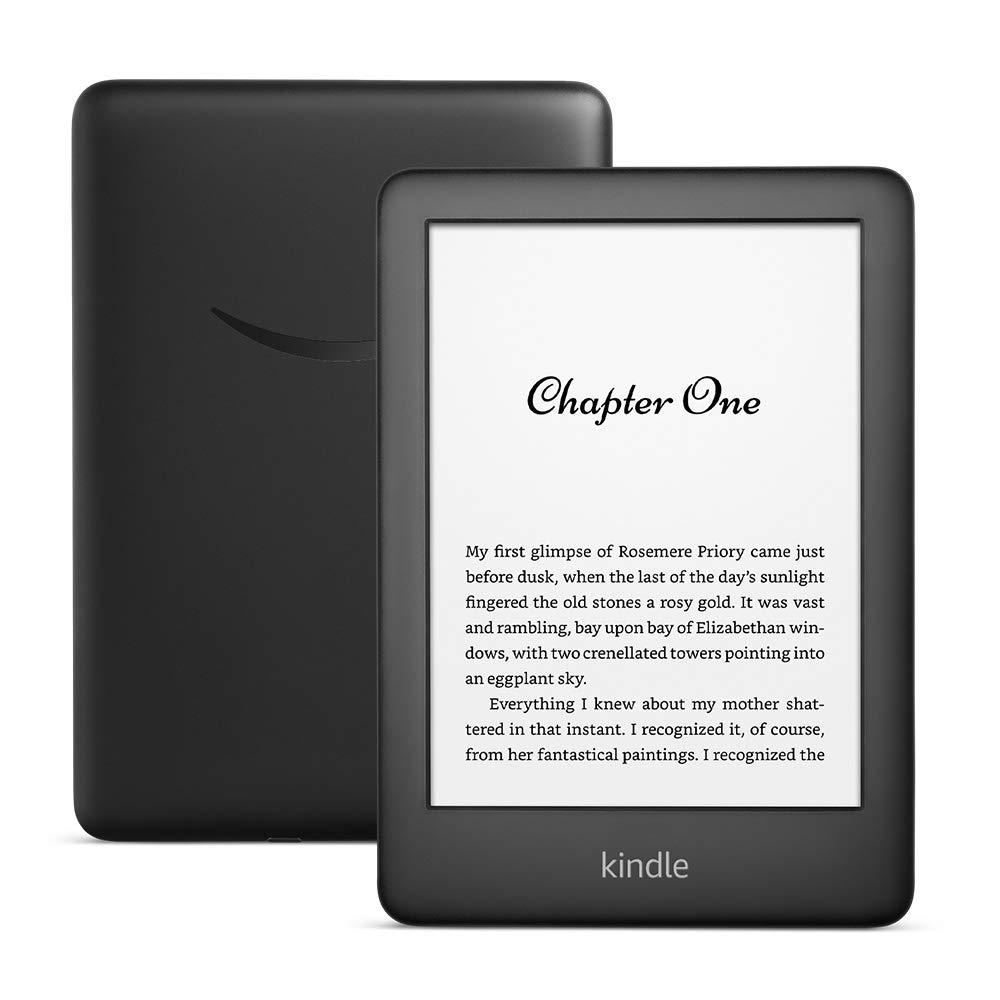 Chapter One
My first glimpse of Rosemere Priory came just
before dusk, when the last of the day’s sunlight
fingered the old stones a rosy gold. It was vast
and rambling, bay upon bay of Elizabethan win-
dows, with two crenellated towers pointing into
an eggplant sky.
Everything I knew about my mother shat-
tered in that instant. I recognized it, of course,
from her fantastical paintings. I recognized the
kindle